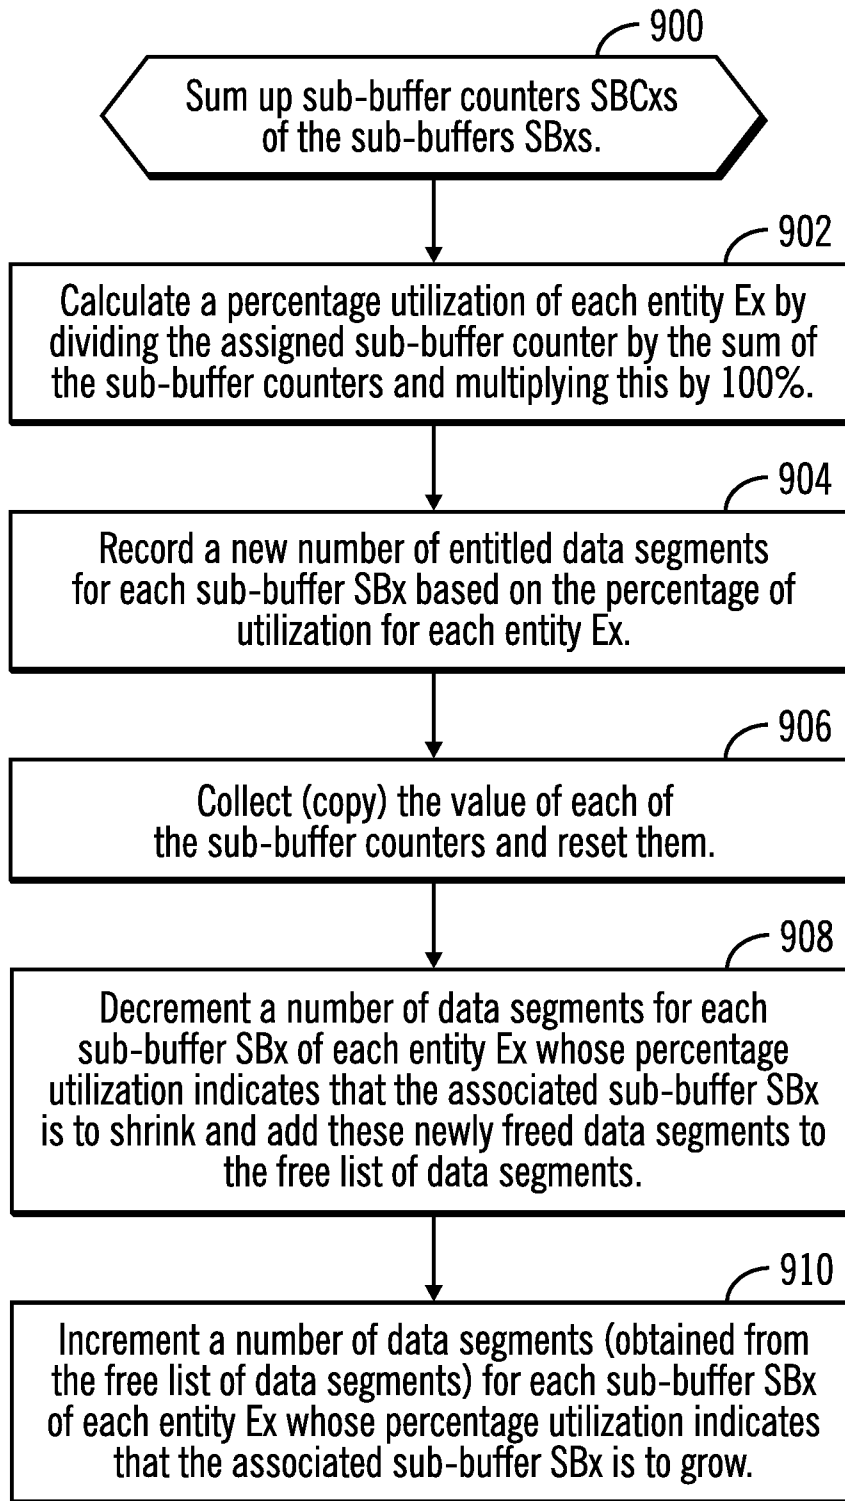 900
Sum up sub-buffer counters SBCxs
of the sub-buffers SBxs.
902
Calculate a percentage utilization of each entity Ex by
dividing the assigned sub-buffer counter by the sum of
the sub-buffer counters and multiplying this by 100%.
904
Record a new number of entitled data segments
for each sub-buffer SBx based on the percentage of
utilization for each entity Ex.
906
Collect (copy) the value of each of
the sub-buffer counters and reset them.
908
Decrement a number of data segments for each
sub-buffer SBx of each entity Ex whose percentage
utilization indicates that the associated sub-buffer SBx
is to shrink and add these newly freed data segments to
the free list of data segments.
910
Increment a number of data segments (obtained from
the free list of data segments) for each sub-buffer SBx
of each entity Ex whose percentage utilization indicates
that the associated sub-buffer SBx is to grow.